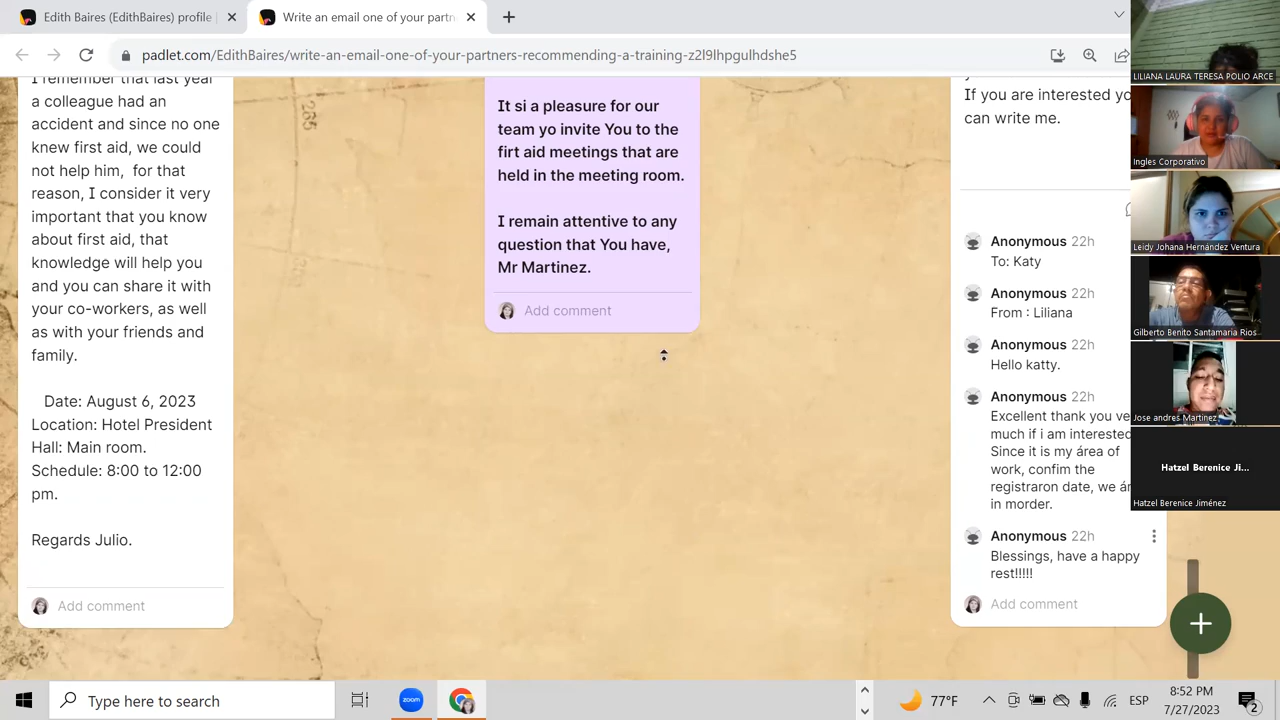 Edith Baires (EdithBaires) profile
Write an email one of your partn
padlet.com/EdithBaires/write-an-email-one-of-your-partners-recommending-a-training-z2l9lhpgulhdshe5
I remember that last year
a colleague had an
accident and since no one
knew first aid, we could
not help him, for that
reason, I consider it very
important that you know
about first aid, that
knowledge will help you
and you can share it with
your co-workers, as well
as with your friends and
family.
Date: August 6, 2023
Location: Hotel President
Hall: Main room.
Schedule: 8:00 to 12:00
pm.
Regards Julio.
Add comment
It si a pleasure for our
team yo invite You to the
firt aid meetings that are
held in the meeting room.
I remain attentive to any
question that You have,
Mr Martinez.
Add comment
If you are interested yo
can write me.
Anonymous 22h
To: Katy
Anonymous 22h
From : Liliana
Anonymous 22h
Hello katty.
Anonymous 22h
Excellent thank you ve
much if i am interested
Since it is my área of
work, confim the
registraron date, we ár
in morder.
Anonymous 22h
Blessings, have a happy
rest!!!!!
Add comment
LILIANA LAURA TERESA POLIO ARCE
Ingles Corporativo
Leidy Johana Hernández Ventura
Gilberto Benito Santamaria Rios
Jose andres Martinez
Hatzel Berenice Ji...
Hatzel Berenice Jiménez
Type here to search
zoom
77°F
ESP
8:52 PM
7/27/2023
2